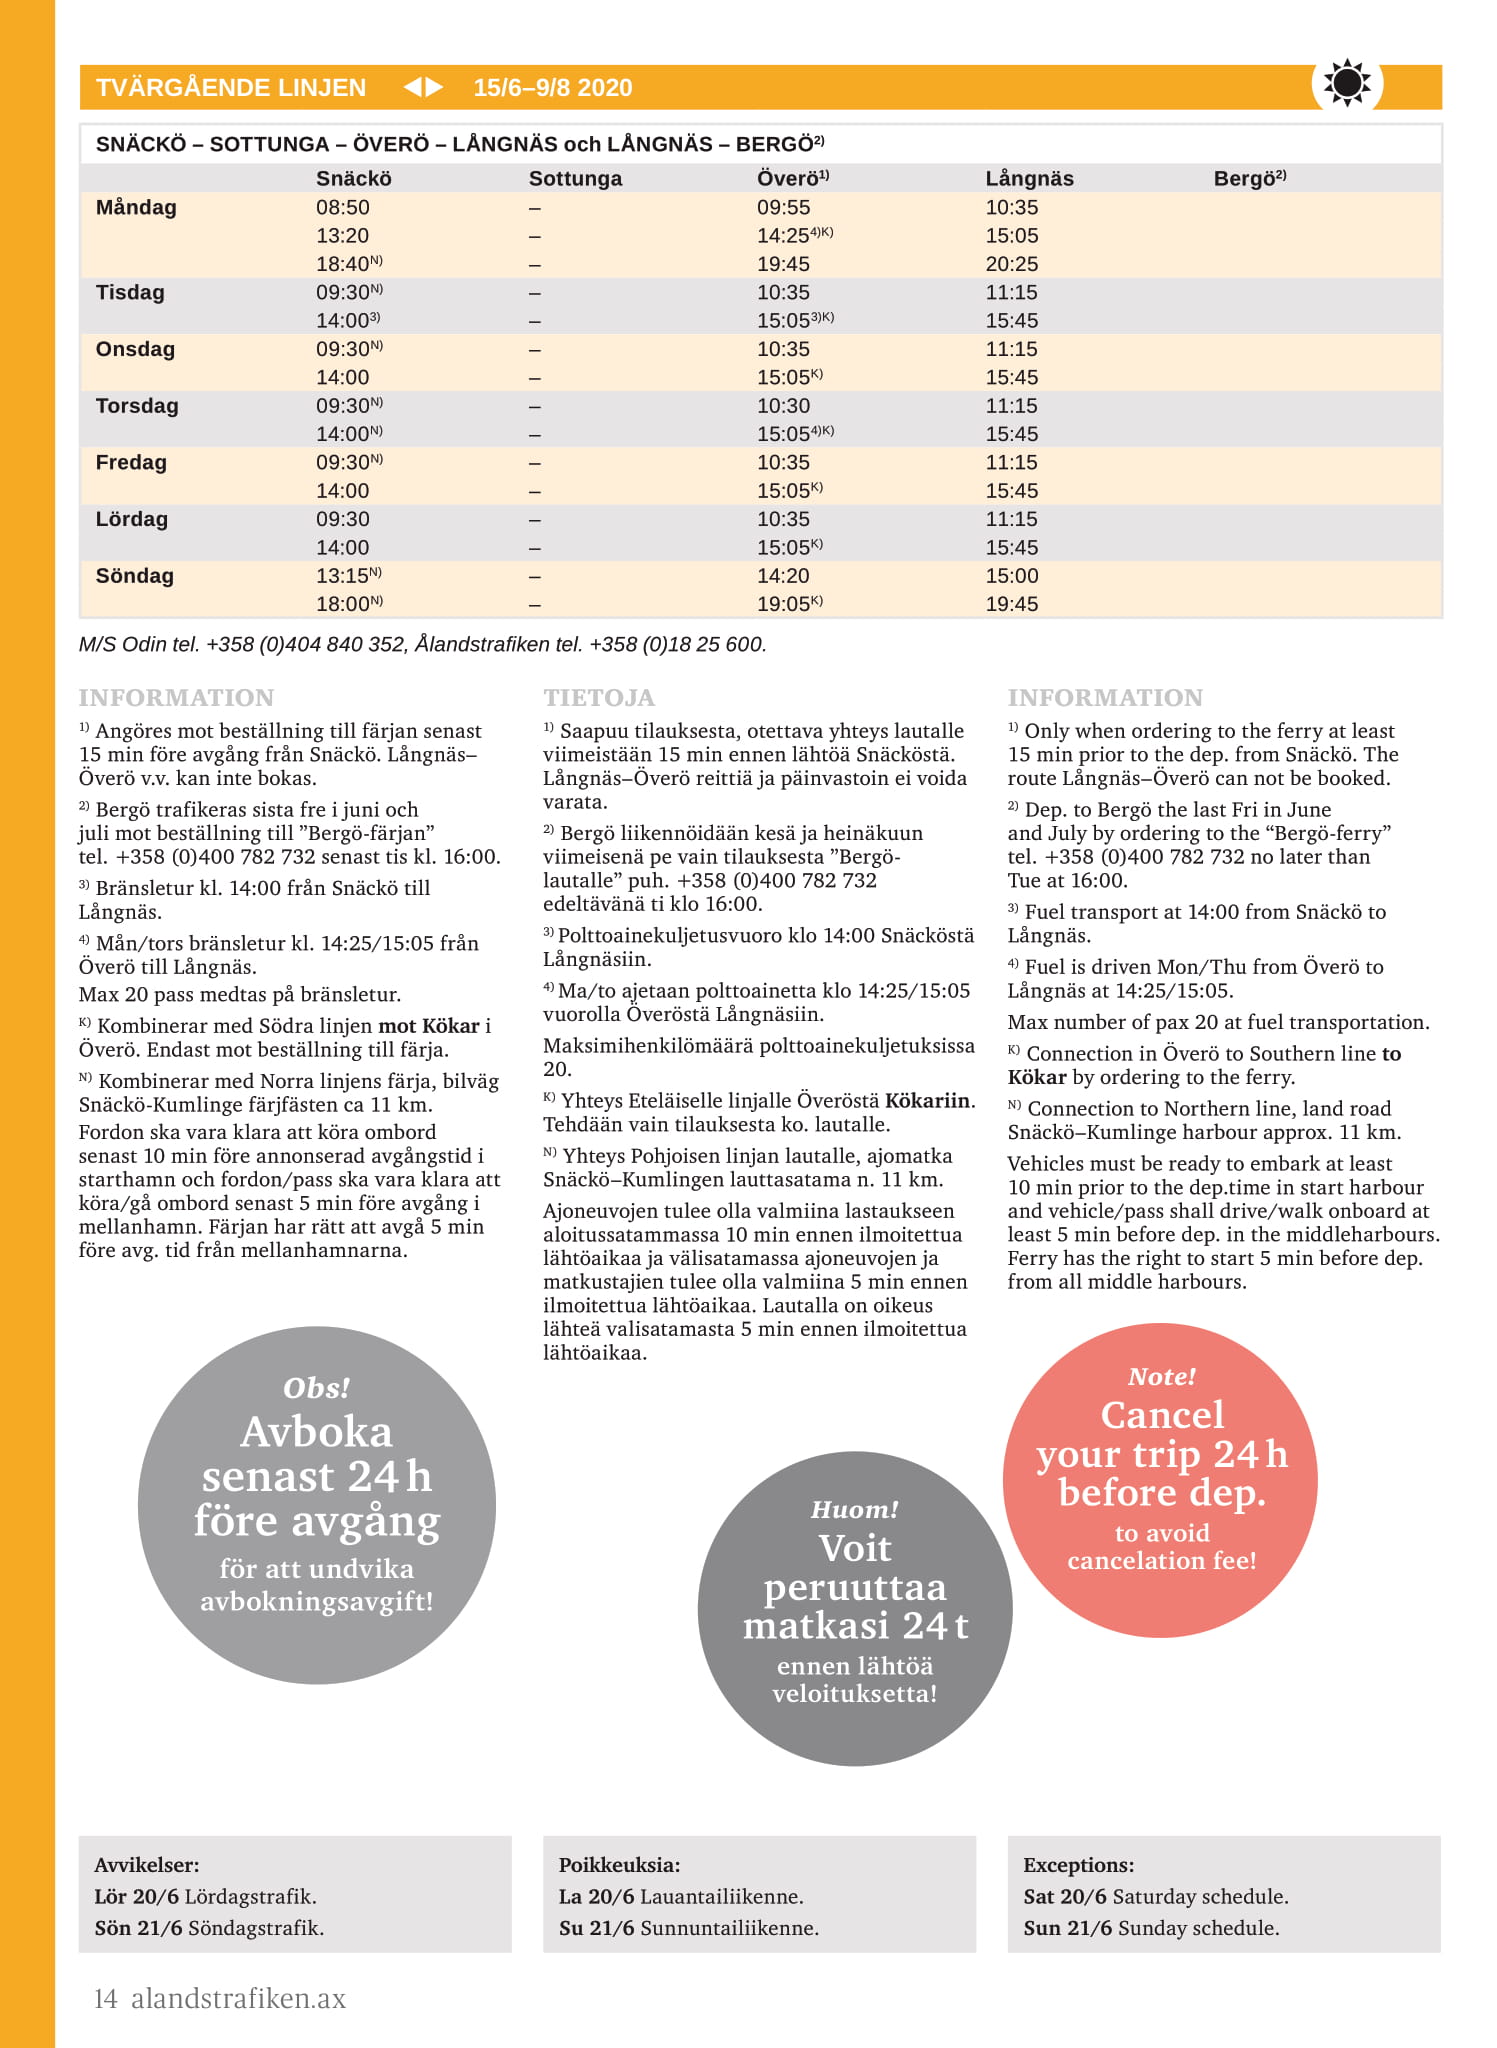 TVÄRGÅENDE LINJEN 15/6–9/8 2020
SNÄCKÖ – SOTTUNGA – ÖVERÖ – LÅNGNÄS och LÅNGNÄS – BERGÖ2)
Snäckö Sottunga Överö1) Långnäs Bergö2)
Måndag 08:50 – 09:55 10:35
13:20 – 14:254)K) 15:05
18:40N) – 19:45 20:25
Tisdag 09:30N) – 10:35 11:15
14:003) – 15:053)K) 15:45
Onsdag 09:30N) – 10:35 11:15
14:00 – 15:05K) 15:45
Torsdag 09:30N) – 10:30 11:15
14:00N) – 15:054)K) 15:45
Fredag 09:30N) – 10:35 11:15
14:00 – 15:05K) 15:45
Lördag 09:30 – 10:35 11:15
14:00 – 15:05K) 15:45
Söndag 13:15N) – 14:20 15:00
18:00N) – 19:05K) 19:45
M/S Odin tel. +358 (0)404 840 352, Ålandstrafiken tel. +358 (0)18 25 600.
INFORMATION
1) Angöres mot beställning till färjan senast
15 min före avgång från Snäckö. Långnäs–
Överö v.v. kan inte bokas.
2) Bergö trafikeras sista fre i juni och
juli mot beställning till ”Bergö-färjan”
tel. +358 (0)400 782 732 senast tis kl. 16:00.
3) Bränsletur kl. 14:00 från Snäckö till
Långnäs.
4) Mån/tors bränsletur kl. 14:25/15:05 från
Överö till Långnäs.
Max 20 pass medtas på bränsletur.
K) Kombinerar med Södra linjen mot Kökar i
Överö. Endast mot beställning till färja.
N) Kombinerar med Norra linjens färja, bilväg
Snäckö-Kumlinge färjfästen ca 11 km.
Fordon ska vara klara att köra ombord
senast 10 min före annonserad avgångstid i
starthamn och fordon/pass ska vara klara att
köra/gå ombord senast 5 min före avgång i
mellanhamn. Färjan har rätt att avgå 5 min
före avg. tid från mellanhamnarna.
TIETOJA
1) Saapuu tilauksesta, otettava yhteys lautalle
viimeistään 15 min ennen lähtöä Snäcköstä.
Långnäs–Överö reittiä ja päinvastoin ei voida
varata.
2) Bergö liikennöidään kesä ja heinäkuun
viimeisenä pe vain tilauksesta ”Bergö-
lautalle” puh. +358 (0)400 782 732
edeltävänä ti klo 16:00.
3) Polttoainekuljetusvuoro klo 14:00 Snäcköstä
Långnäsiin.
4) Ma/to ajetaan polttoainetta klo 14:25/15:05
vuorolla Överöstä Långnäsiin.
Maksimihenkilömäärä polttoainekuljetuksissa
20.
K) Yhteys Eteläiselle linjalle Överöstä Kökariin.
Tehdään vain tilauksesta ko. lautalle.
N) Yhteys Pohjoisen linjan lautalle, ajomatka
Snäckö–Kumlingen lauttasatama n. 11 km.
Ajoneuvojen tulee olla valmiina lastaukseen
aloitussatammassa 10 min ennen ilmoitettua
lähtöaikaa ja välisatamassa ajoneuvojen ja
matkustajien tulee olla valmiina 5 min ennen
ilmoitettua lähtöaikaa. Lautalla on oikeus
lähteä valisatamasta 5 min ennen ilmoitettua
lähtöaikaa.
INFORMATION
1) Only when ordering to the ferry at least
15 min prior to the dep. from Snäckö. The
route Långnäs–Överö can not be booked.
2) Dep. to Bergö the last Fri in June
and July by ordering to the “Bergö-ferry”
tel. +358 (0)400 782 732 no later than
Tue at 16:00.
3) Fuel transport at 14:00 from Snäckö to
Långnäs.
4) Fuel is driven Mon/Thu from Överö to
Långnäs at 14:25/15:05.
Max number of pax 20 at fuel transportation.
K) Connection in Överö to Southern line to
Kökar by ordering to the ferry.
N) Connection to Northern line, land road
Snäckö–Kumlinge harbour approx. 11 km.
Vehicles must be ready to embark at least
10 min prior to the dep.time in start harbour
and vehicle/pass shall drive/walk onboard at
least 5 min before dep. in the middleharbours.
Ferry has the right to start 5 min before dep.
from all middle harbours.
Obs!
Avboka
senast 24 h
före avgång
för att undvika
avbokningsavgift!
Huom!
Voit
peruuttaa
matkasi 24 t
ennen lähtöä
veloituksetta!
Note!
Cancel
your trip 24 h
before dep.
to avoid
cancelation fee!
Avvikelser:
Lör 20/6 Lördagstrafik.
Sön 21/6 Söndagstrafik.
Poikkeuksia:
La 20/6 Lauantailiikenne.
Su 21/6 Sunnuntailiikenne.
Exceptions:
Sat 20/6 Saturday schedule.
Sun 21/6 Sunday schedule.
14 alandstrafiken.ax